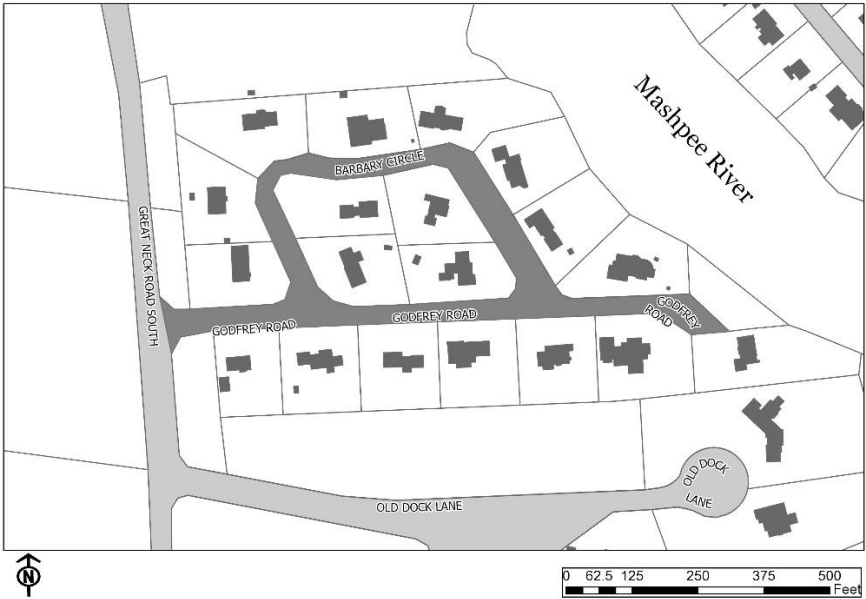 Mashpee River
BARBARY CIRCLE
GREAT NECK ROAD SOUTH
GODFREY ROAD
GODFREY ROAD
GODFREY
ROAD
OLD DOCK LANE
OLD DOCK
LANE
N
0 62.5 125 250 375 500
Feet